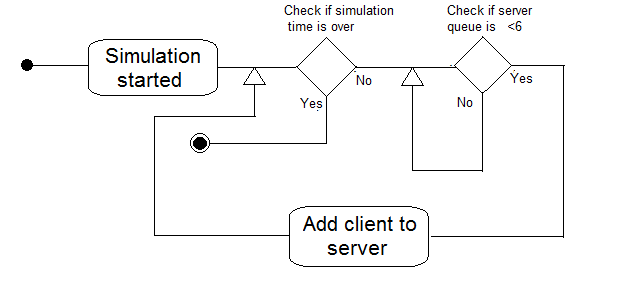 Check if simulation
time is over
Check if server
queue is <6
Simulation
started
No
Yes
Yes
No
Add client to
server